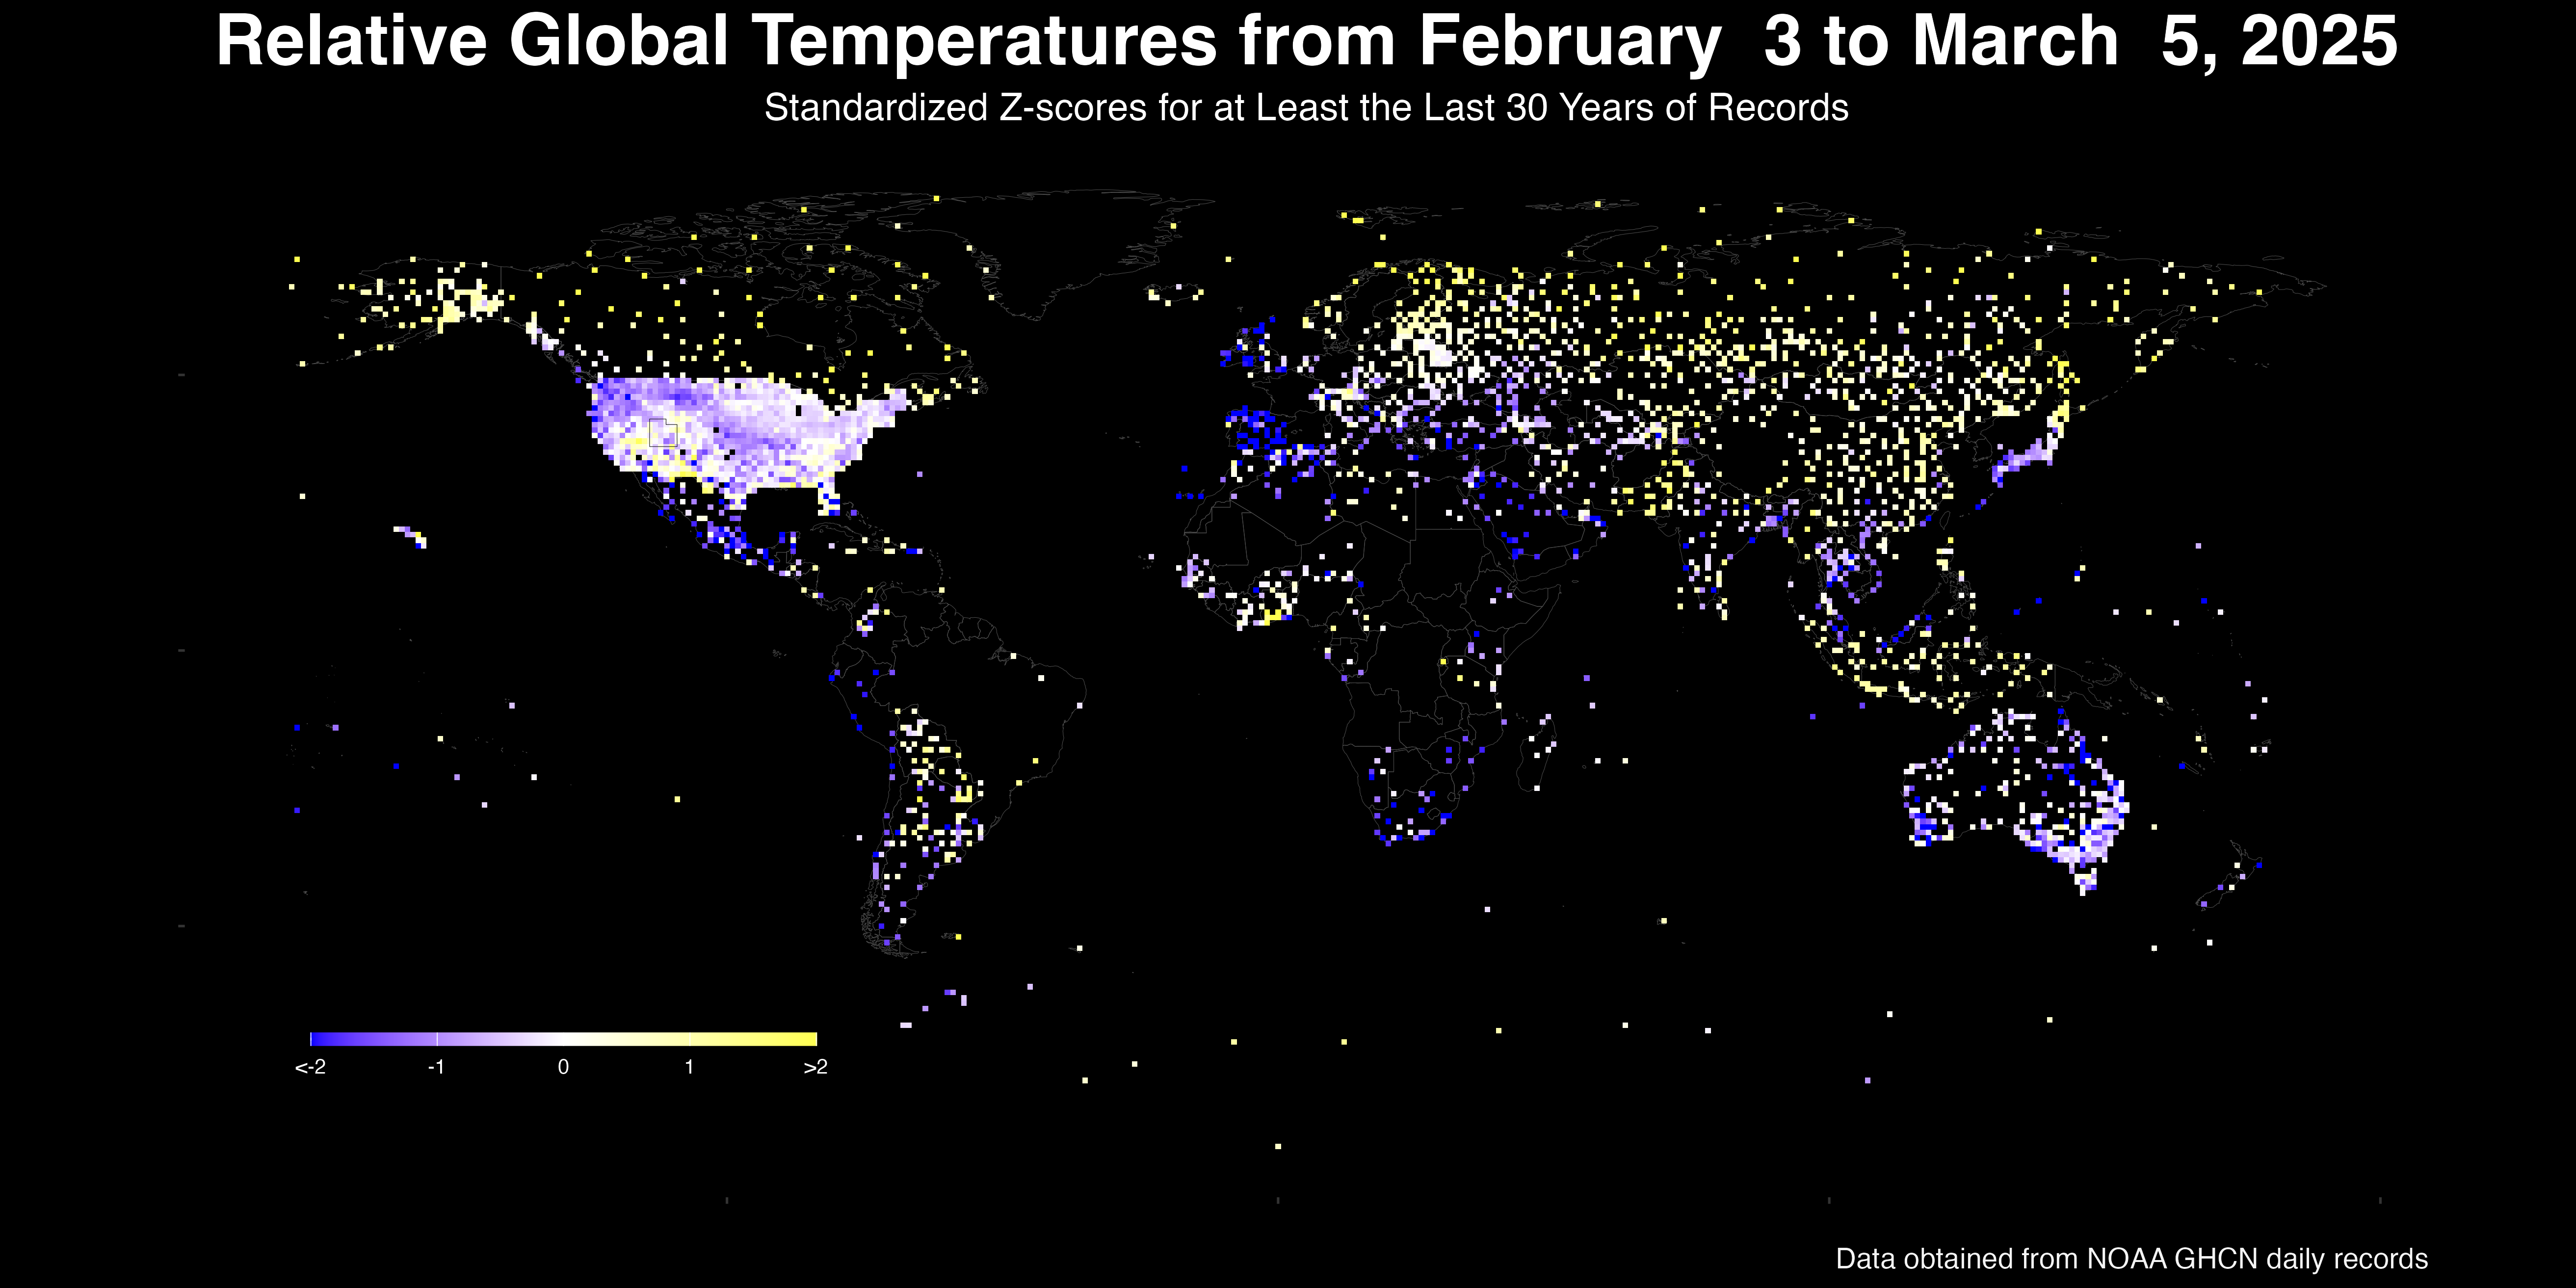 Relative Global Temperatures from February  3 to March  5, 2025
Standardized Z-scores for at Least the Last 30 Years of Records
<-2 -1 0 1 >2
Data obtained from NOAA GHCN daily records